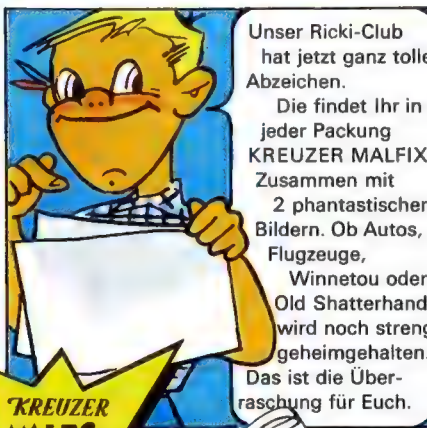 Unser Ricki-Club
hat jetzt ganz tolle
Abzeichen.
Die findet Ihr in
jeder Packung
KREUZER MALFIX
Zusammen mit
2 phantastischen
Bildern. Ob Autos,
Flugzeuge,
Winnetou oder
Old Shatterhand
wird noch streng
geheimgehalten.
Das ist die Über-
raschung für Euch.
KREUZER